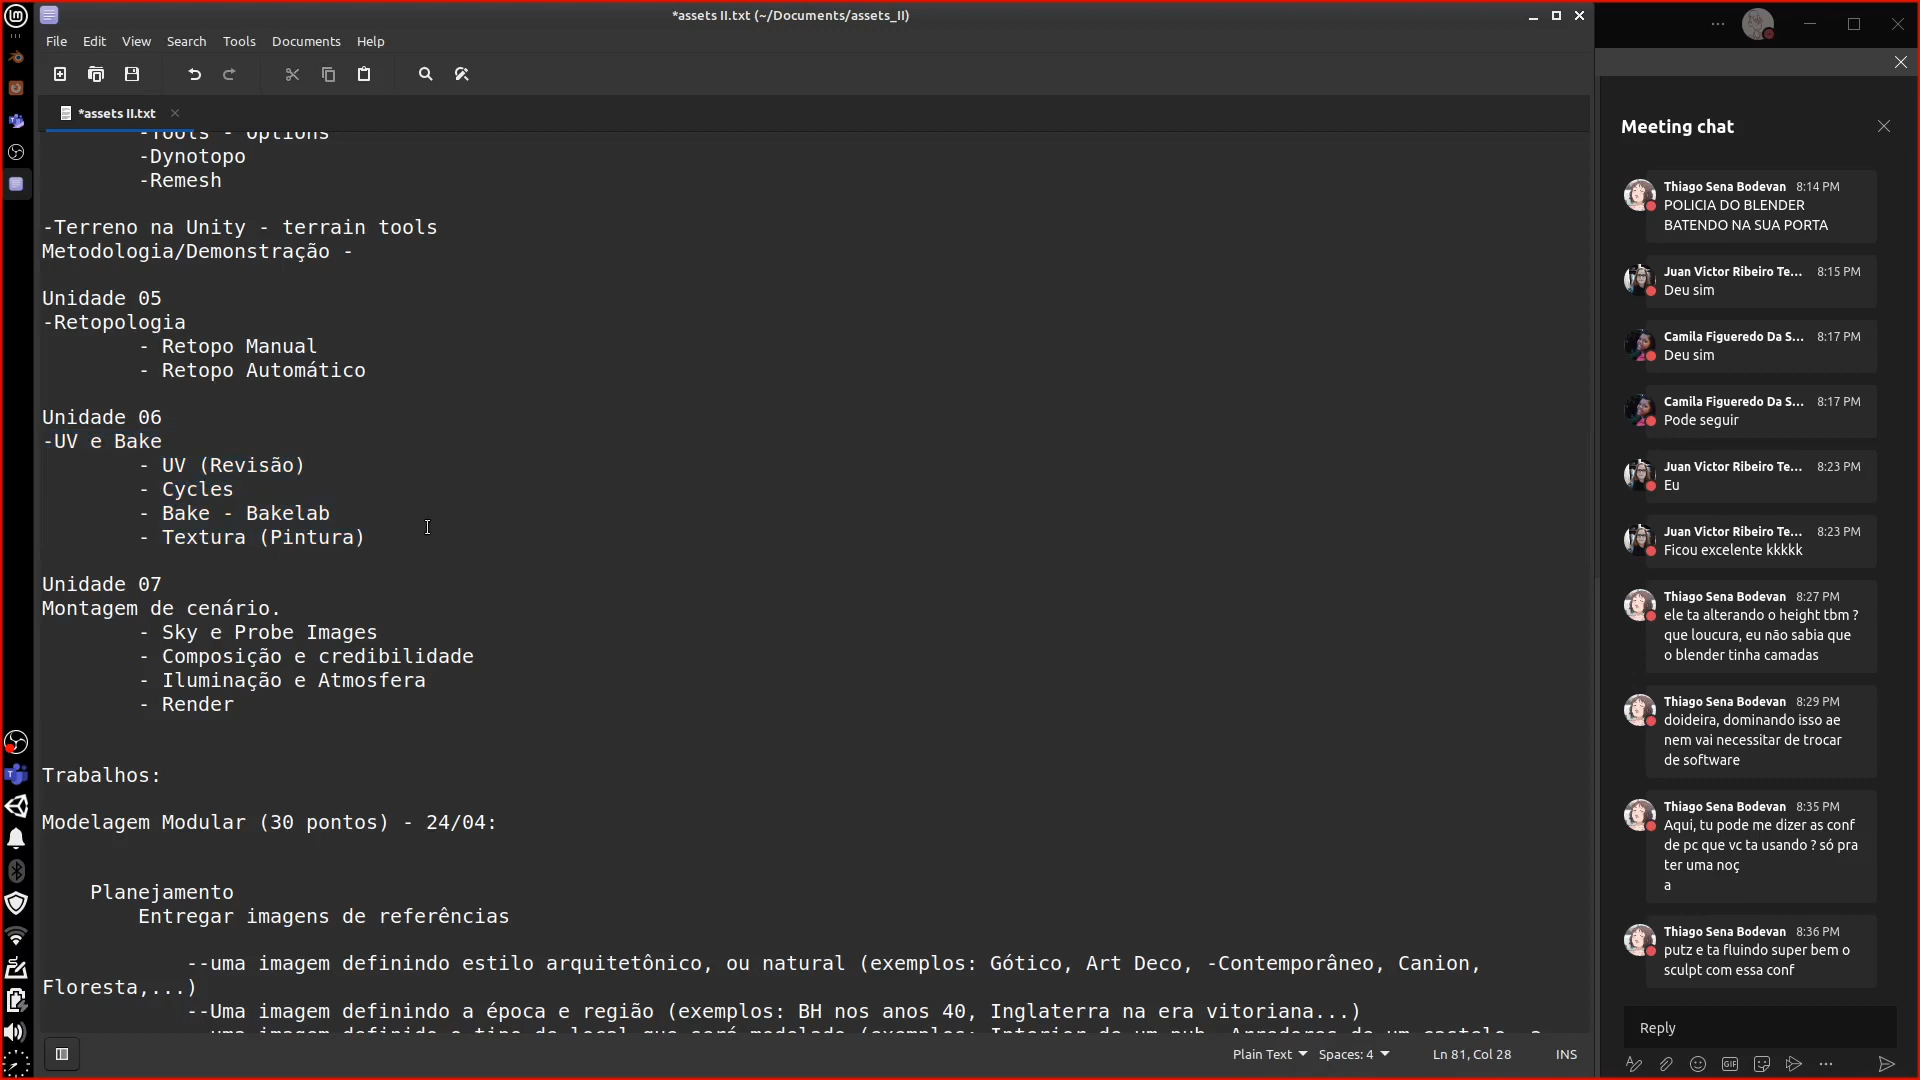 *assets II.txt (~/Documents/assets_II)
File Edit View Search Tools Documents Help
*assets II.txt
-Tools - Options
-Dynotopo
-Remesh
-Terreno na Unity - terrain tools
Metodologia/Demonstração -
Unidade 05
-Retopologia
- Retopo Manual
- Retopo Automático
Unidade 06
-UV e Bake
- UV (Revisão)
- Cycles
- Bake - Bakelab
- Textura (Pintura)
Unidade 07
Montagem de cenário.
- Sky e Probe Images
- Composição e credibilidade
- Iluminação e Atmosfera
- Render
Trabalhos:
Modelagem Modular (30 pontos) - 24/04:
Planejamento
Entregar imagens de referências
--uma imagem definindo estilo arquitetônico, ou natural (exemplos: Gótico, Art Deco, -Contemporâneo, Canion,
Floresta,...)
--Uma imagem definindo a época e região (exemplos: BH nos anos 40, Inglaterra na era vitoriana...)
Plain Text Spaces: 4 Ln 81, Col 28 INS
Meeting chat
Thiago Sena Bodevan 8:14 PM
POLICIA DO BLENDER
BATENDO NA SUA PORTA
Juan Victor Ribeiro Te... 8:15 PM
Deu sim
Camila Figueredo Da S... 8:17 PM
Deu sim
Camila Figueredo Da S... 8:17 PM
Pode seguir
Juan Victor Ribeiro Te... 8:23 PM
Eu
Juan Victor Ribeiro Te... 8:23 PM
Ficou excelente kkkkk
Thiago Sena Bodevan 8:27 PM
ele ta alterando o height tbm ?
que loucura, eu não sabia que
o blender tinha camadas
Thiago Sena Bodevan 8:29 PM
doideira, dominando isso ae
nem vai necessitar de trocar
de software
Thiago Sena Bodevan 8:35 PM
Aqui, tu pode me dizer as conf
de pc que vc ta usando ? só pra
ter uma noç
a
Thiago Sena Bodevan 8:36 PM
putz e ta fluindo super bem o
sculpt com essa conf
Reply
GIF